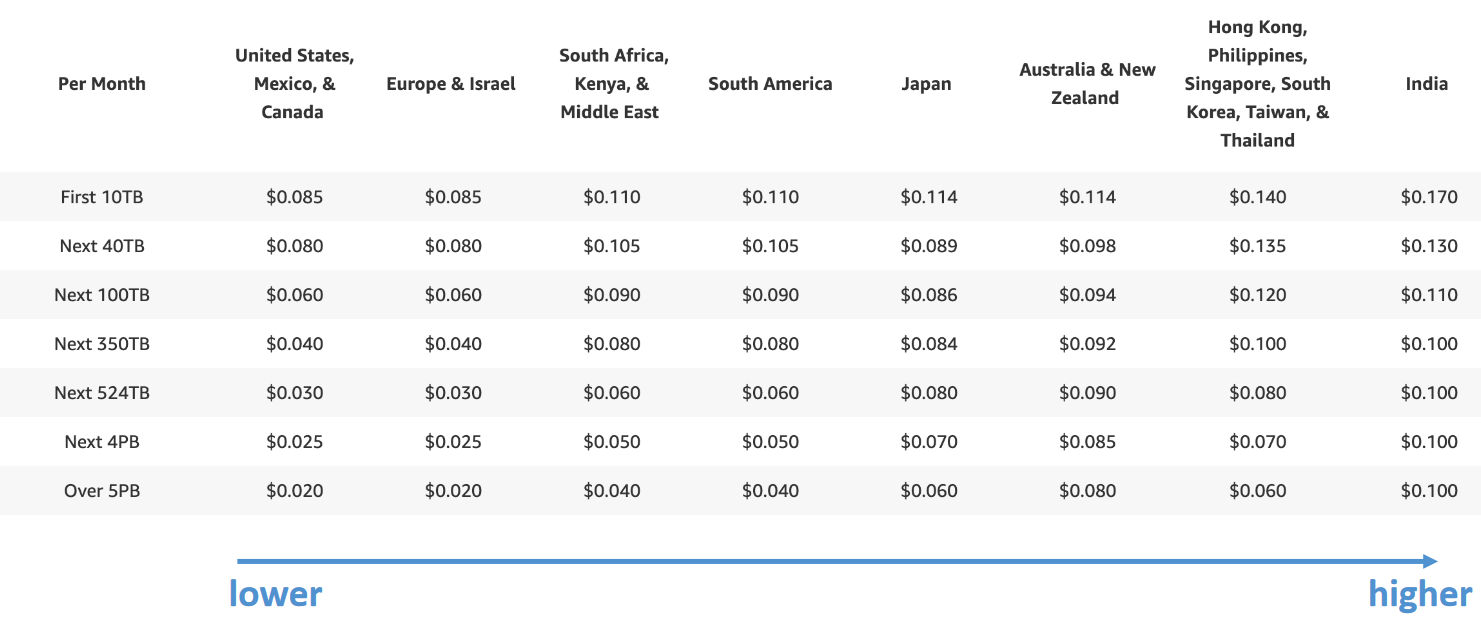 Per Month United States, Mexico, & Canada Europe & Israel South Africa, Kenya, & Middle East South America Japan Australia & New Zealand Hong Kong, Philippines, Singapore, South Korea, Taiwan, & Thailand India
First 10TB $0.085 $0.085 $0.110 $0.110 $0.114 $0.114 $0.140 $0.170
Next 40TB $0.080 $0.080 $0.105 $0.105 $0.089 $0.098 $0.135 $0.130
Next 100TB $0.060 $0.060 $0.090 $0.090 $0.086 $0.094 $0.120 $0.110
Next 350TB $0.040 $0.040 $0.080 $0.080 $0.084 $0.092 $0.100 $0.100
Next 524TB $0.030 $0.030 $0.060 $0.060 $0.080 $0.090 $0.080 $0.100
Next 4PB $0.025 $0.025 $0.050 $0.050 $0.070 $0.085 $0.070 $0.100
Over 5PB $0.020 $0.020 $0.040 $0.040 $0.060 $0.080 $0.060 $0.100
lower higher